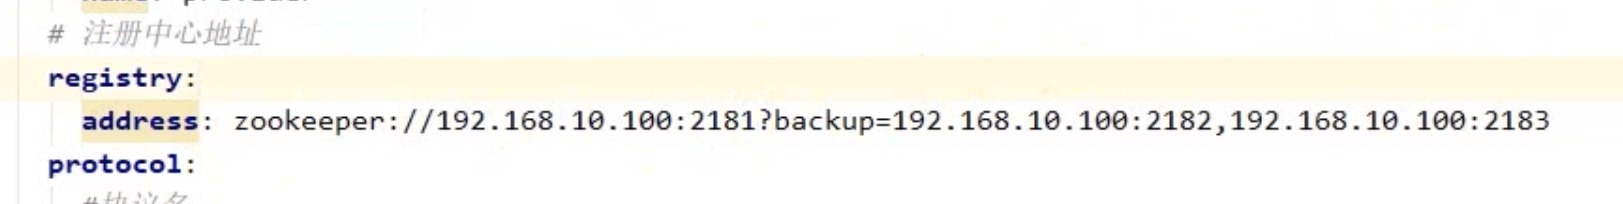 # 注册中心地址
registry:
address: zookeeper://192.168.10.100:2181?backup=192.168.10.100:2182,192.168.10.100:2183
protocol: